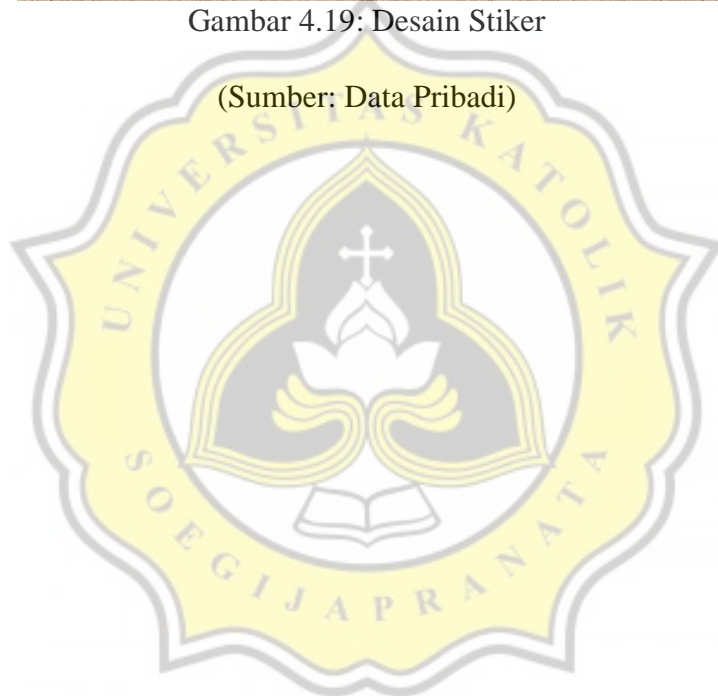 Gambar 4.19: Desain Stiker
(Sumber: Data Pribadi)
UNIVERSITAS KATOLIK
SOEGIJAPRANATA